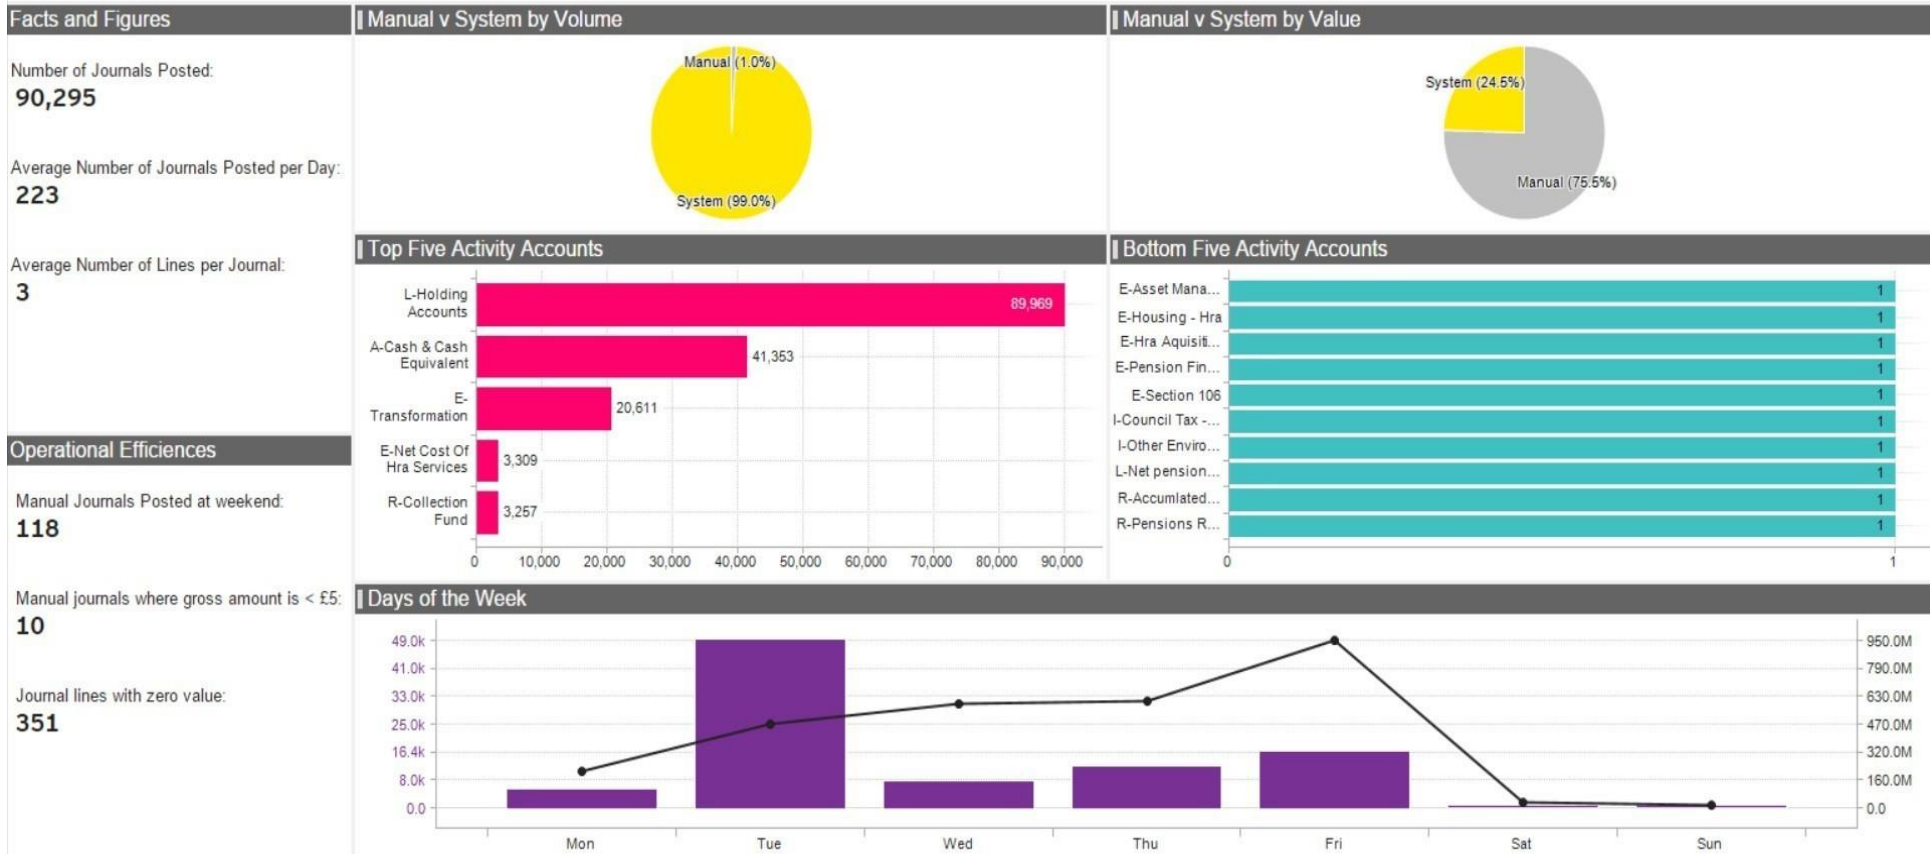 Facts and Figures
Number of Journals Posted:
90,295
Average Number of Journals Posted per Day:
223
Average Number of Lines per Journal:
3
Operational Efficiences
Manual Journals Posted at weekend:
118
Manual journals where gross amount is < £5:
10
Journal lines with zero value:
351
Manual v System by Volume
Manual (1.0%)
System (99.0%)
Manual v System by Value
System (24.5%)
Manual (75.5%)
Top Five Activity Accounts
L-Holding
Accounts
89,969
A-Cash & Cash
Equivalent
41,353
E-
Transformation
20,611
E-Net Cost Of
Hra Services
3,309
R-Collection
Fund
3,257
0 10,000 20,000 30,000 40,000 50,000 60,000 70,000 80,000 90,000
Bottom Five Activity Accounts
E-Asset Mana... 1
E-Housing - Hra 1
E-Hra Aquisiti... 1
E-Pension Fin... 1
E-Section 106 1
I-Council Tax -... 1
I-Other Enviro... 1
L-Net pension... 1
R-Accumlated... 1
R-Pensions R... 1
0 1
Days of the Week
49.0k 950.0M
41.0k 790.0M
33.0k 630.0M
25.0k 470.0M
16.4k 320.0M
8.0k 160.0M
0.0 0.0
Mon Tue Wed Thu Fri Sat Sun